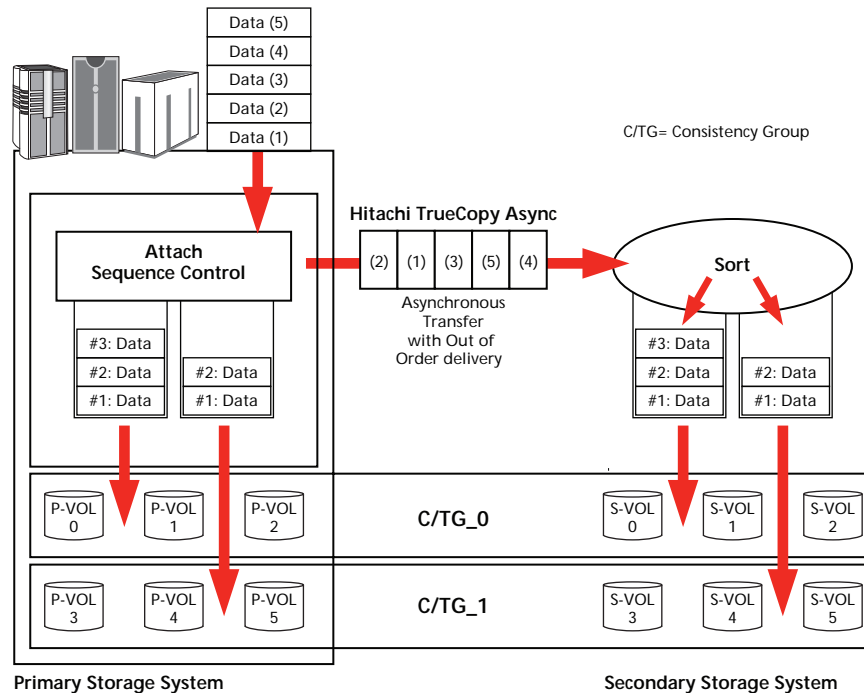 Data (5)
Data (4)
Data (3)
Data (2)
Data (1)
C/TG= Consistency Group
Hitachi TrueCopy Async
Attach
Sequence Control
(2) (1) (3) (5) (4)
Sort
Asynchronous
Transfer
with Out of
Order delivery
#3: Data
#2: Data
#1: Data
#2: Data
#1: Data
#3: Data
#2: Data
#1: Data
#2: Data
#1: Data
P-VOL
0
P-VOL
1
P-VOL
2
C/TG_0
S-VOL
0
S-VOL
1
S-VOL
2
P-VOL
3
P-VOL
4
P-VOL
5
C/TG_1
S-VOL
3
S-VOL
4
S-VOL
5
Primary Storage System
Secondary Storage System